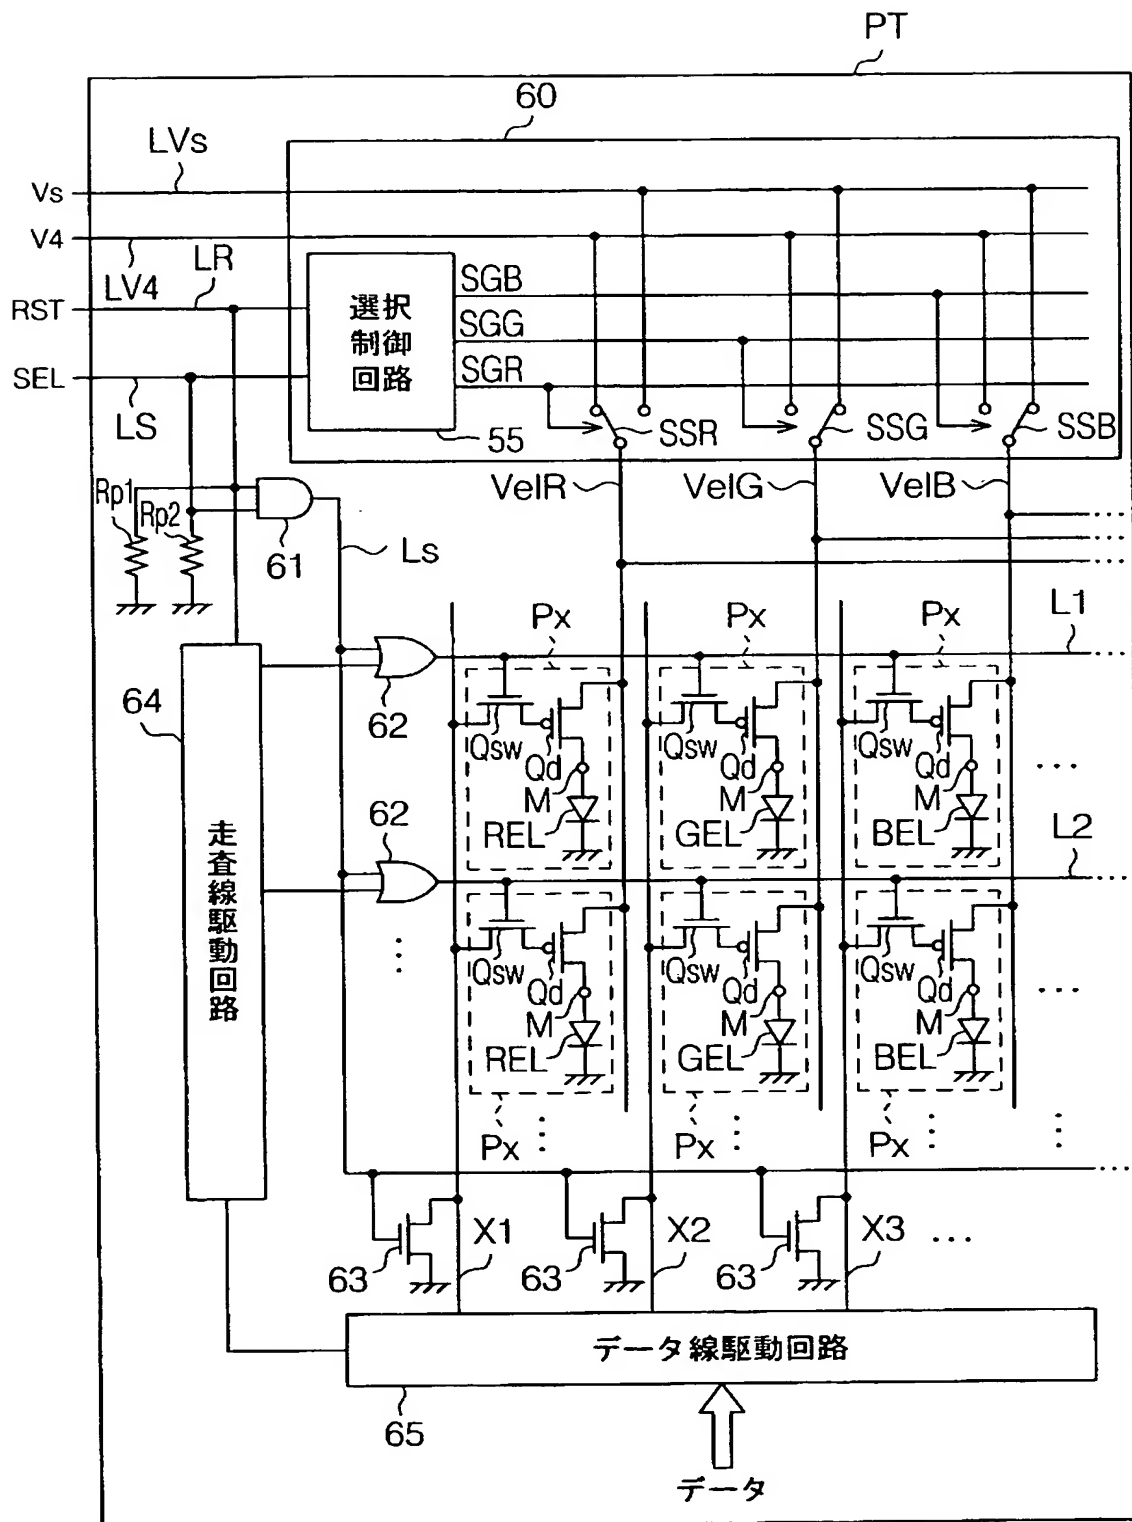 PT
60
LVs
Vs
V4
LV4
LR
RST
SEL
LS
選択
制御
回路
55
SGB
SGG
SGR
SSR
SSG
SSB
VelR
VelG
VelB
Rp1
Rp2
61
Ls
Px
Px
Px
L1
64
62
Qsw
Qd
M
REL
Qsw
Qd
M
GEL
Qsw
Qd
M
BEL
...
走査線駆動回路
62
L2
Qsw
Qd
M
REL
Qsw
Qd
M
GEL
Qsw
Qd
M
BEL
...
Px
Px
Px
63
X1
63
X2
63
X3
...
データ線駆動回路
65
データ